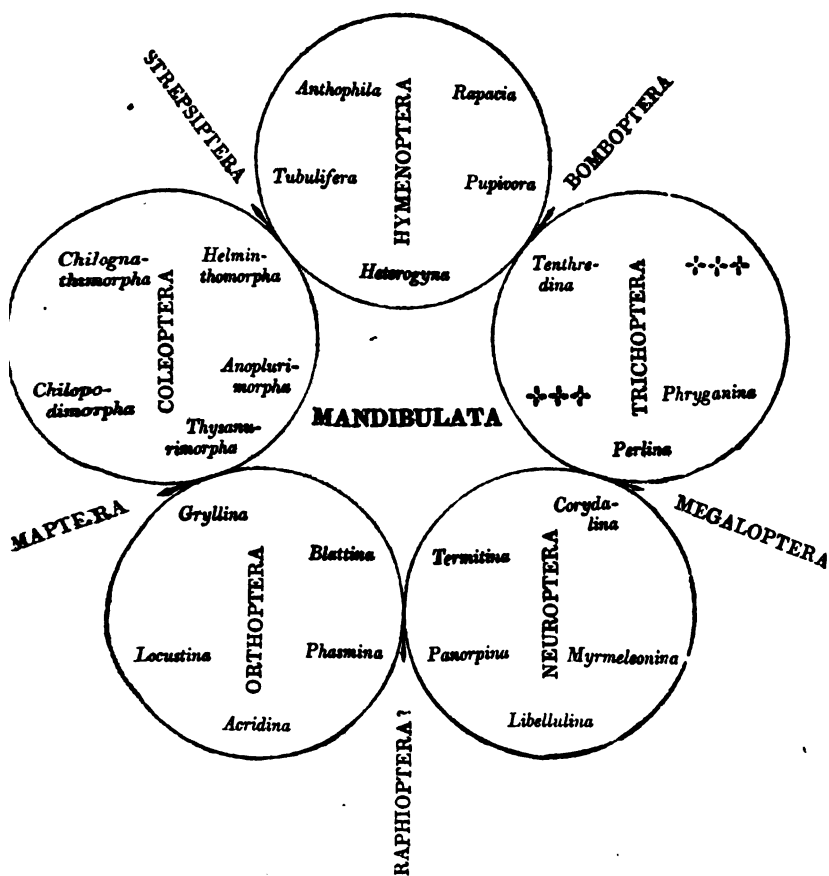 STREPSIPTERA
BOMBOPTERA
Anthophila
Rapacia
HYMENOPTERA
Tubulifera
Pupivora
Heterogyna
Chilogna-
themorpha
Helmin-
thomorpha
COLEOPTERA
Anopluri-
morpha
Chilopo-
dimorpha
Thysanu-
rimorpha
Tenthre-
dina
TRICHOPTERA
Phryganina
Perlina
MANDIBULATA
MAPTERA
MEGALOPTERA
Gryllina
Blattina
ORTHOPTERA
Locustina
Phasmina
Acridina
Coryda-
lina
Termitina
NEUROPTERA
Panorpina
Myrmeleonina
Libellulina
RAPHIOPTERA?